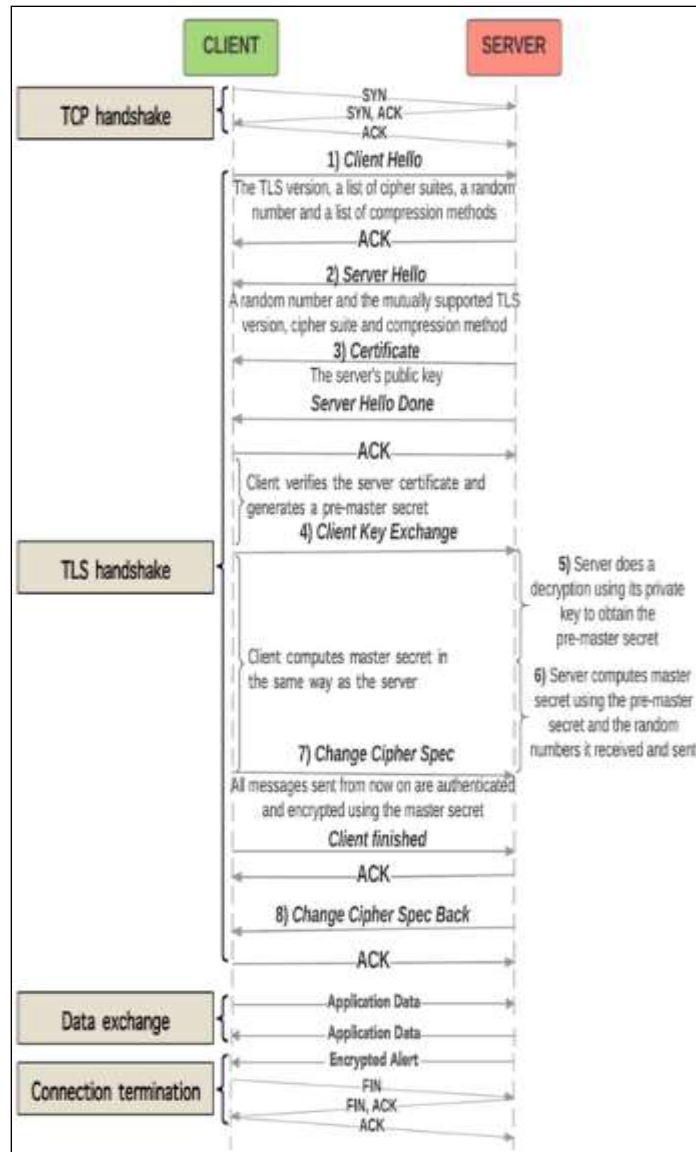 CLIENT
SERVER
TCP handshake
SYN
SYN, ACK
ACK
1) Client Hello
The TLS version, a list of cipher suites, a random
number and a list of compression methods
ACK
2) Server Hello
A random number and the mutually supported TLS
version, cipher suite and compression method
3) Certificate
The server's public key
Server Hello Done
ACK
Client verifies the server certificate and
generates a pre-master secret
4) Client Key Exchange
TLS handshake
5) Server does a
decryption using its private
key to obtain the
pre-master secret
Client computes master secret in
the same way as the server
6) Server computes master
secret using the pre-master
secret and the random
numbers it received and sent
7) Change Cipher Spec
All messages sent from now on are authenticated
and encrypted using the master secret
Client finished
ACK
8) Change Cipher Spec Back
ACK
Data exchange
Application Data
Application Data
Connection termination
Encrypted Alert
FIN
FIN, ACK
ACK